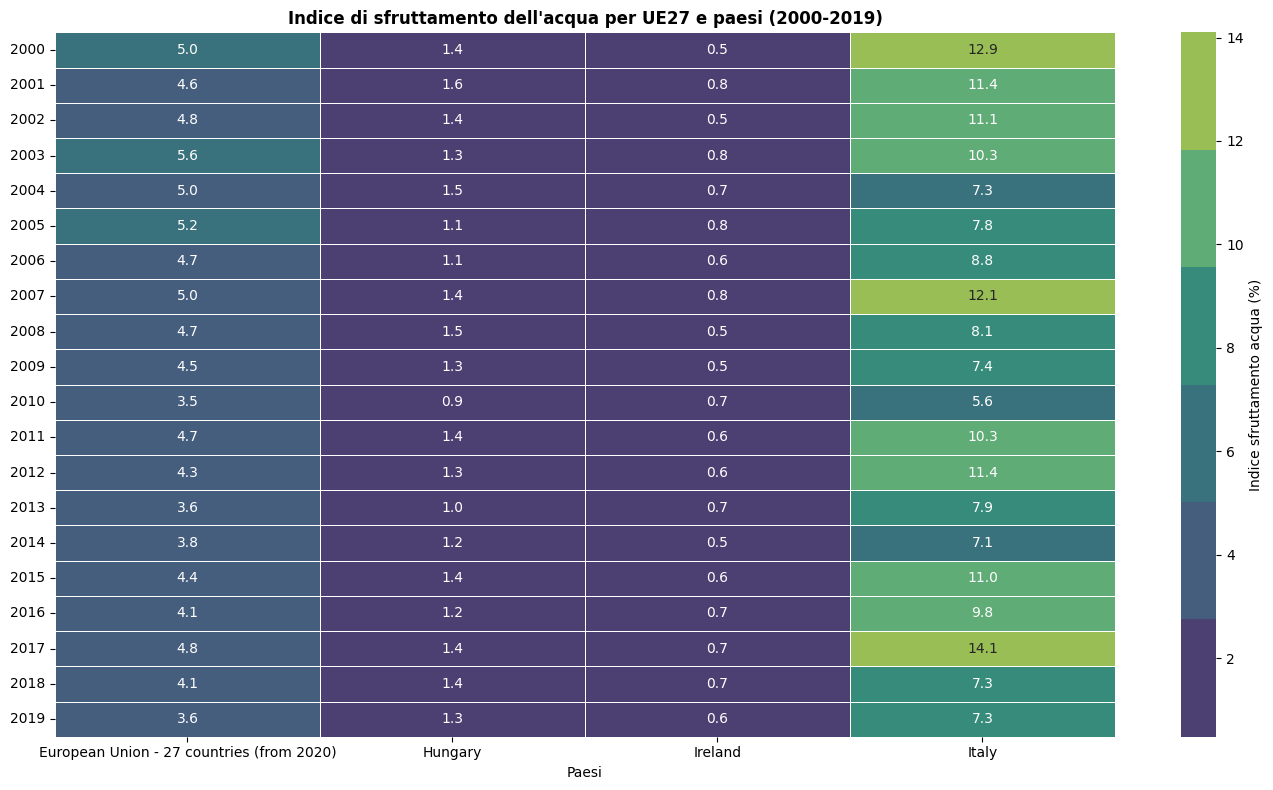 Indice di sfruttamento dell'acqua per UE27 e paesi (2000-2019)
2000 5.0 1.4 0.5 12.9
2001 4.6 1.6 0.8 11.4
2002 4.8 1.4 0.5 11.1
2003 5.6 1.3 0.8 10.3
2004 5.0 1.5 0.7 7.3
2005 5.2 1.1 0.8 7.8
2006 4.7 1.1 0.6 8.8
2007 5.0 1.4 0.8 12.1
2008 4.7 1.5 0.5 8.1
2009 4.5 1.3 0.5 7.4
2010 3.5 0.9 0.7 5.6
2011 4.7 1.4 0.6 10.3
2012 4.3 1.3 0.6 11.4
2013 3.6 1.0 0.7 7.9
2014 3.8 1.2 0.5 7.1
2015 4.4 1.4 0.6 11.0
2016 4.1 1.2 0.7 9.8
2017 4.8 1.4 0.7 14.1
2018 4.1 1.4 0.7 7.3
2019 3.6 1.3 0.6 7.3
European Union - 27 countries (from 2020) Hungary Ireland Italy
Paesi
14
12
10
8
6
4
2
Indice sfruttamento acqua (%)